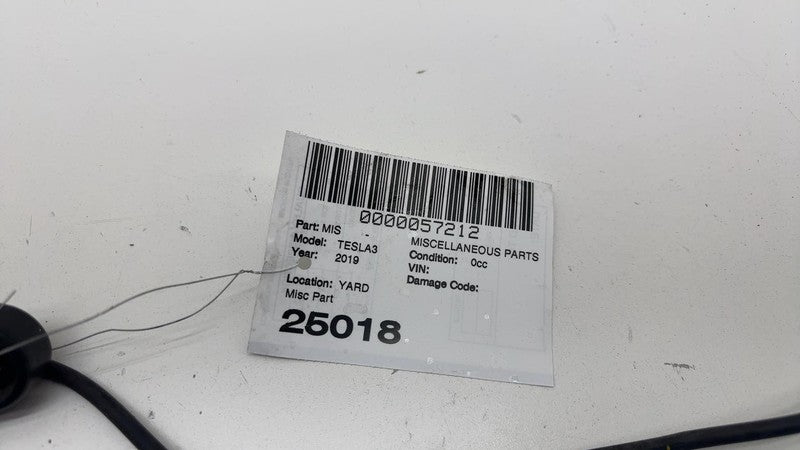 0000057212
Part: MIS - MISCELLANEOUS PARTS
Model: TESLA3 Condition: 0cc
Year: 2019 VIN:
Damage Code:
Location: YARD
Misc Part
25018